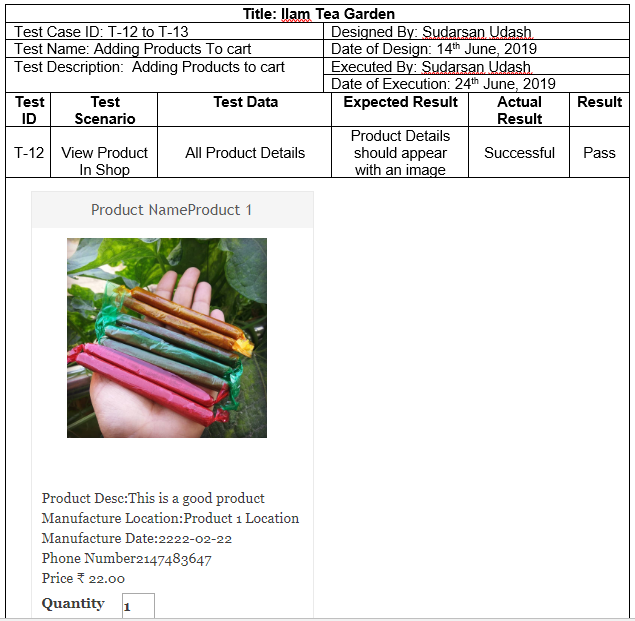 Title: Ilam Tea Garden
Test Case ID: T-12 to T-13
Designed By: Sudarsan Udash
Test Name: Adding Products To cart
Date of Design: 14th June, 2019
Test Description:  Adding Products to cart
Executed By: Sudarsan Udash
Date of Execution: 24th June, 2019
Test ID
Test Scenario
Test Data
Expected Result
Actual Result
Result
T-12
View Product In Shop
All Product Details
Product Details should appear with an image
Successful
Pass
Product NameProduct 1
Product Desc:This is a good product
Manufacture Location:Product 1 Location
Manufacture Date:2222-02-22
Phone Number2147483647
Price ₹ 22.00
Quantity 1